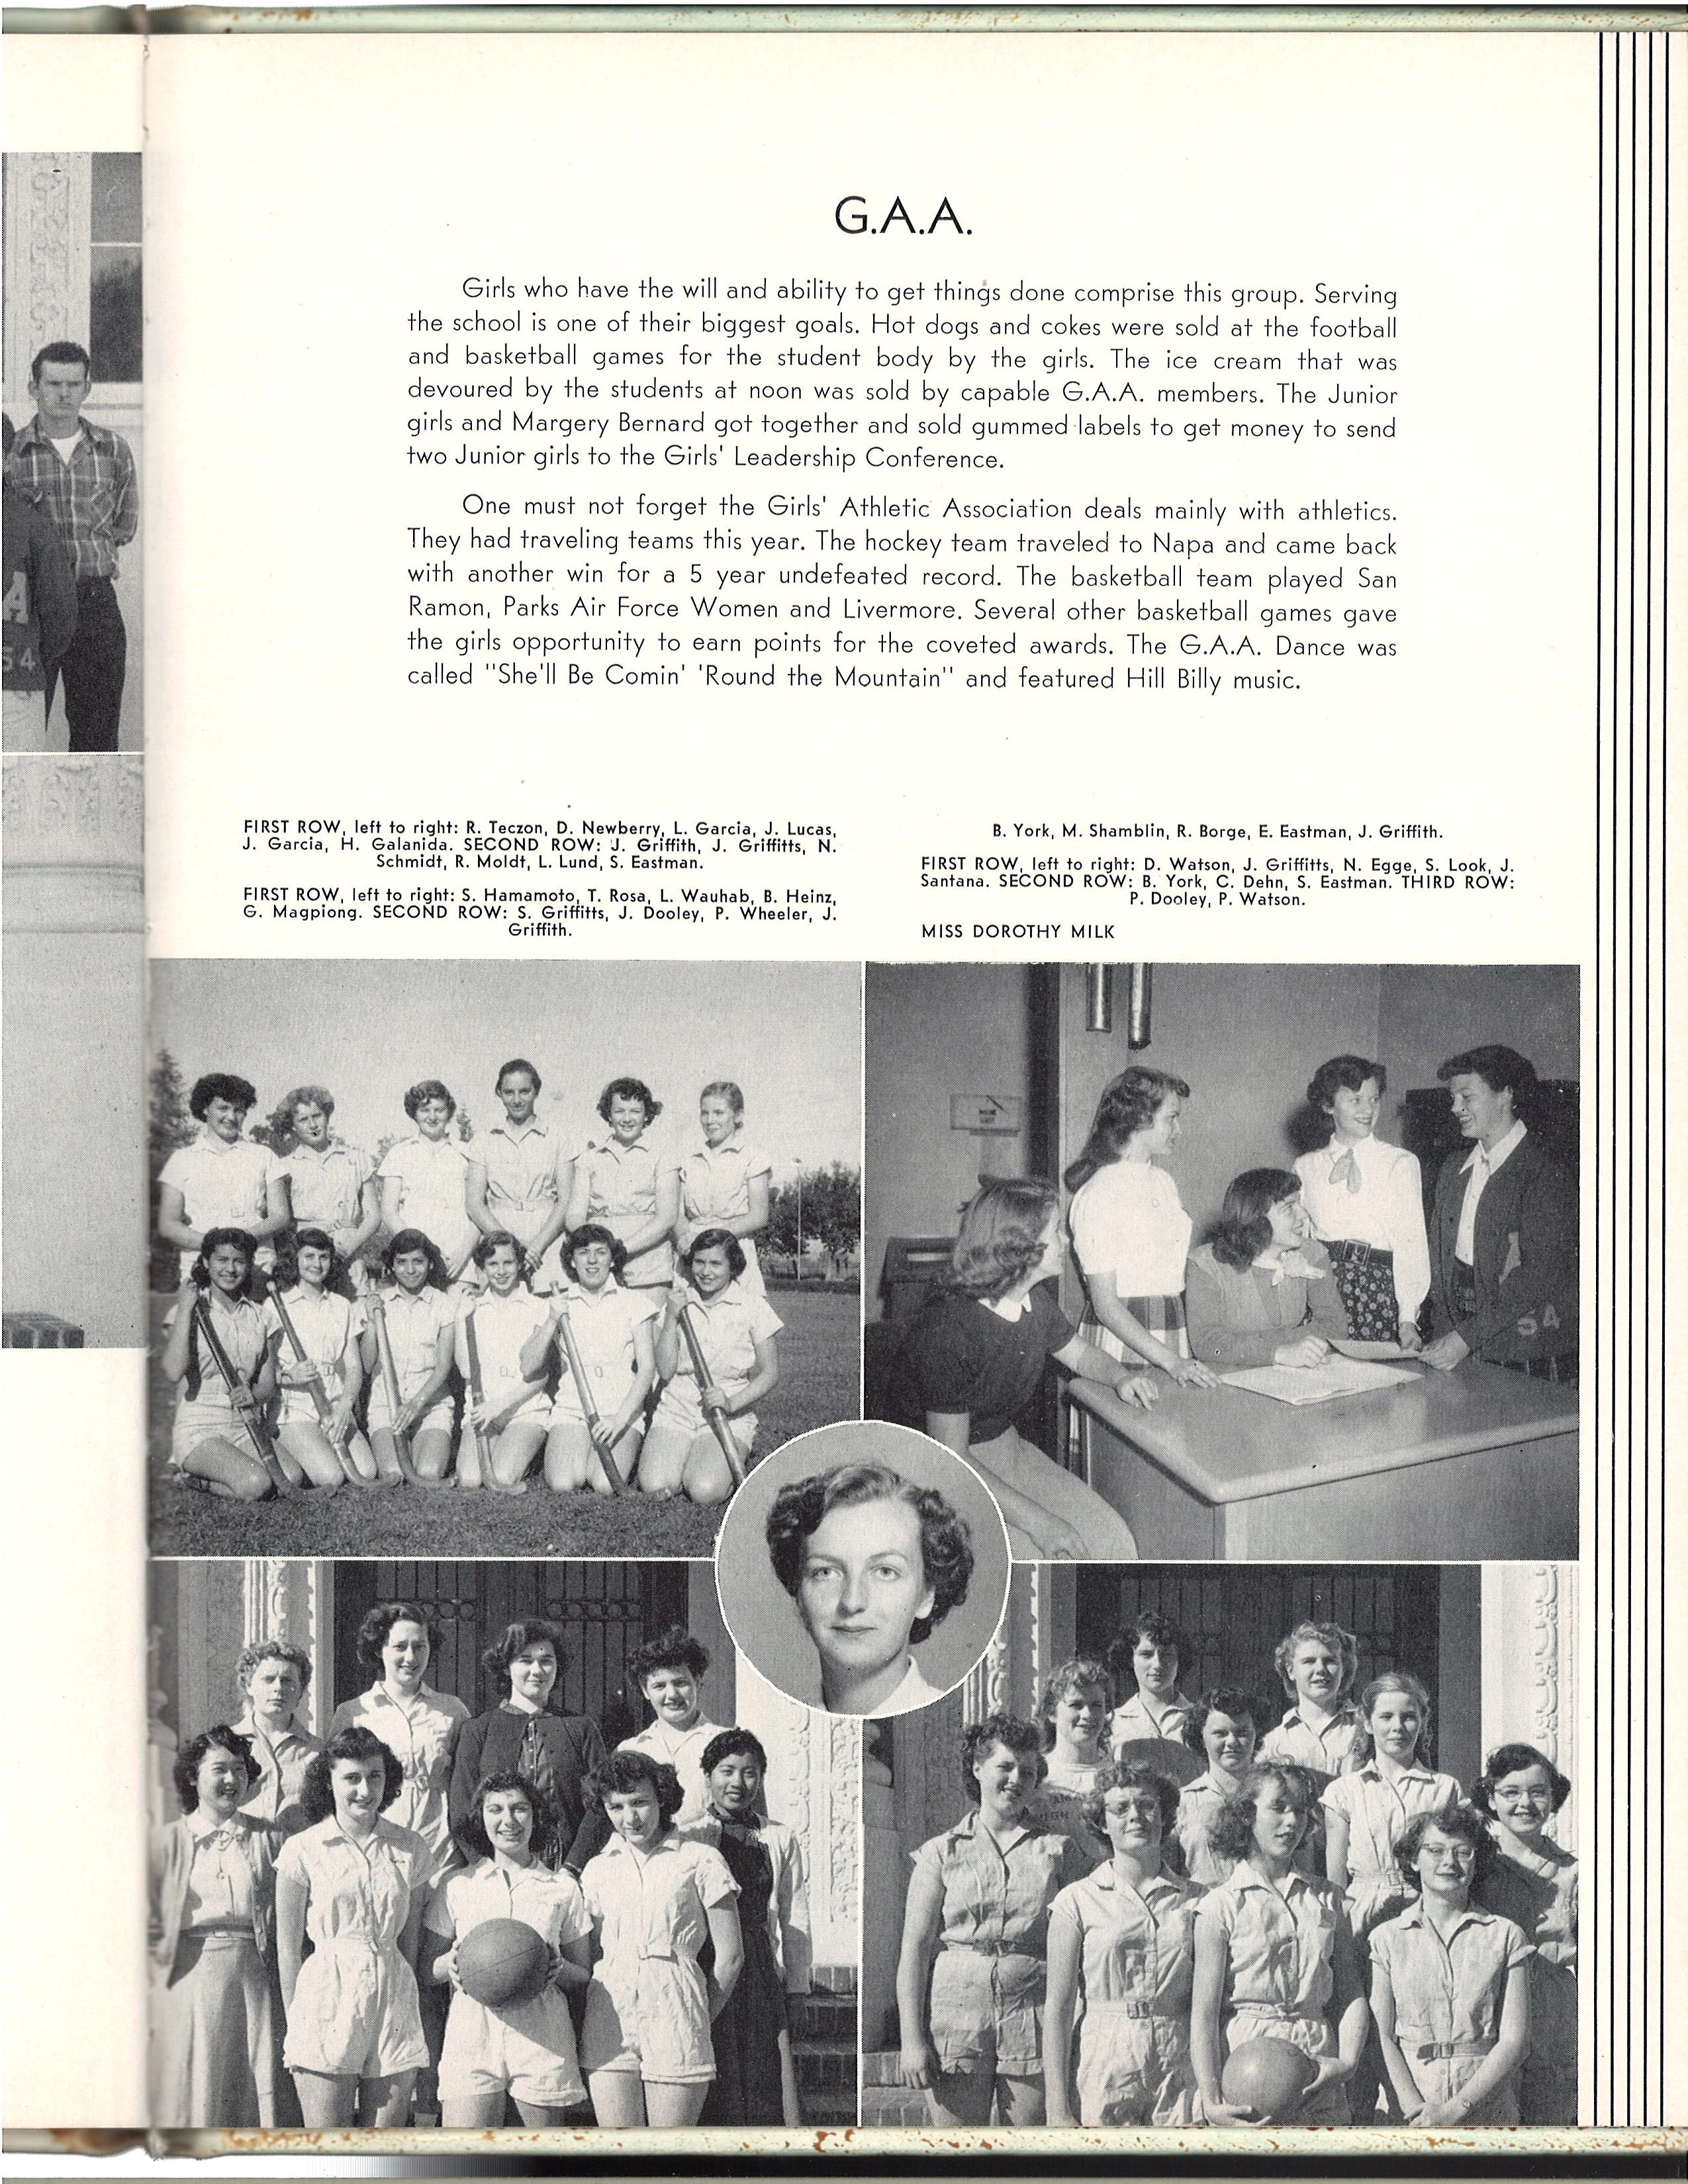 G.A.A.
Girls who have the will and ability to get things done comprise this group. Serving
the school is one of their biggest goals. Hot dogs and cokes were sold at the football
and basketball games for the student body by the girls. The ice cream that was
devoured by the students at noon was sold by capable G.A.A. members. The Junior
girls and Margery Bernard got together and sold gummed labels to get money to send
two Junior girls to the Girls' Leadership Conference.
One must not forget the Girls' Athletic Association deals mainly with athletics.
They had traveling teams this year. The hockey team traveled to Napa and came back
with another win for a 5 year undefeated record. The basketball team played San
Ramon, Parks Air Force Women and Livermore. Several other basketball games gave
the girls opportunity to earn points for the coveted awards. The G.A.A. Dance was
called "She'll Be Comin' 'Round the Mountain" and featured Hill Billy music.
FIRST ROW, left to right: R. Teczon, D. Newberry, L. Garcia, J. Lucas,
J. Garcia, H. Galanida. SECOND ROW: J. Griffith, J. Griffitts, N.
Schmidt, R. Moldt, L. Lund, S. Eastman.
FIRST ROW, left to right: S. Hamamoto, T. Rosa, L. Wauhab, B. Heinz,
G. Magpiong. SECOND ROW: S. Griffitts, J. Dooley, P. Wheeler, J.
Griffith.
B. York, M. Shamblin, R. Borge, E. Eastman, J. Griffith.
FIRST ROW, left to right: D. Watson, J. Griffitts, N. Egge, S. Look, J.
Santana. SECOND ROW: B. York, C. Dehn, S. Eastman. THIRD ROW:
P. Dooley, P. Watson.
MISS DOROTHY MILK
A
54
54